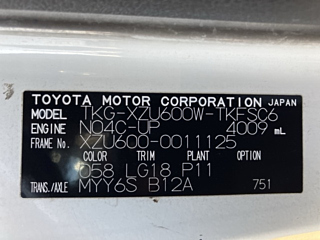 TOYOTA MOTOR CORPORATION JAPAN
MODEL TKG-XZU600W-TKFSC6
ENGINE N04C-UP 4009 mL
FRAME No. XZU600-0011125
COLOR TRIM PLANT OPTION
058 LG18 P11
TRANS./AXLE MYY6S B12A 751